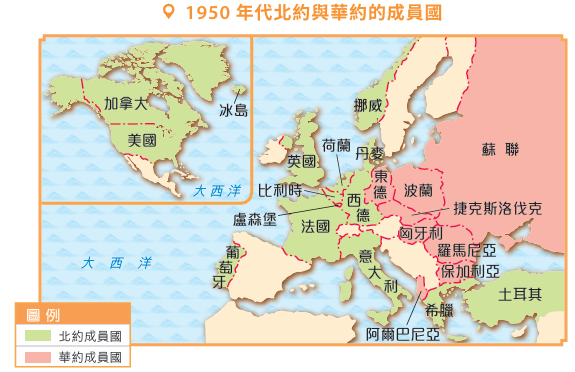 1950 年代北約與華約的成員國
加拿大
冰島
美國
大西洋
挪威
蘇聯
荷蘭
丹麥
英國
東德
波蘭
比利時
西德
捷克斯洛伐克
盧森堡
法國
匈牙利
羅馬尼亞
葡萄牙
義大利
保加利亞
大西洋
土耳其
希臘
阿爾巴尼亞
圖例
北約成員國
華約成員國